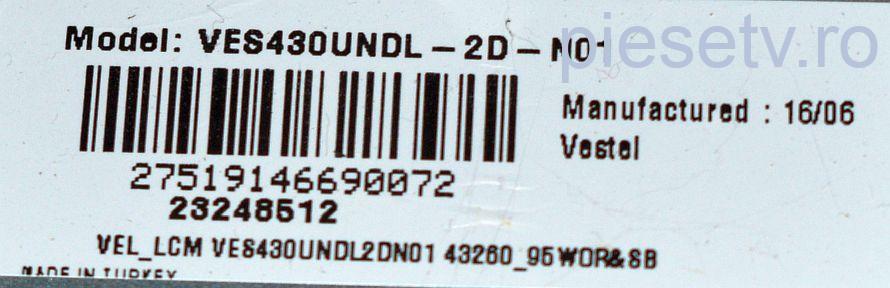 piesetv.ro
Model: VES430UNDL-2D-N01
Manufactured : 16/06
Vestel
27519146690072
23248512
VEL_LCM VES430UNDL2DN01 43260_95WOR&SB
MADE IN TURKEY